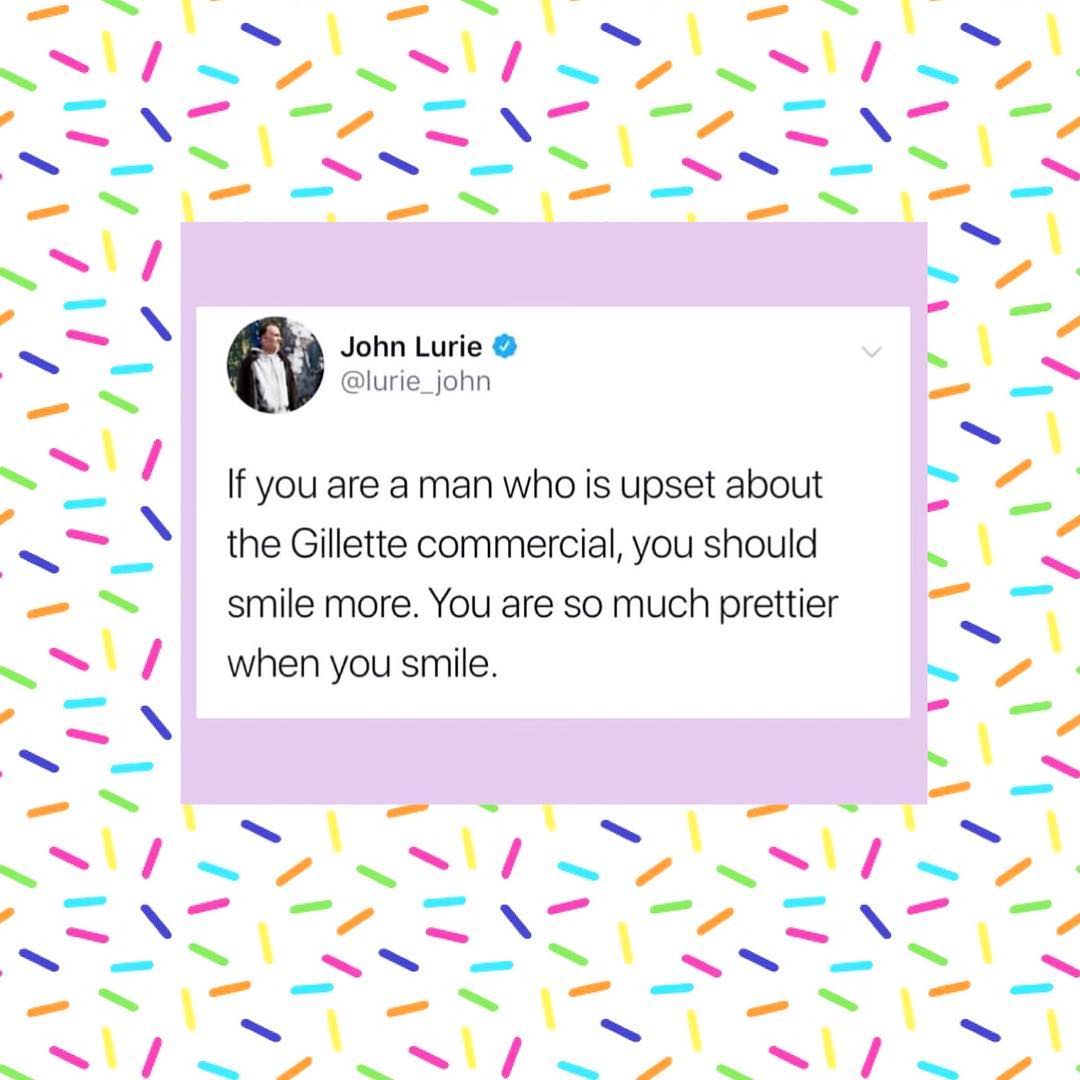 John Lurie
@lurie_john
If you are a man who is upset about
the Gillette commercial, you should
smile more. You are so much prettier
when you smile.